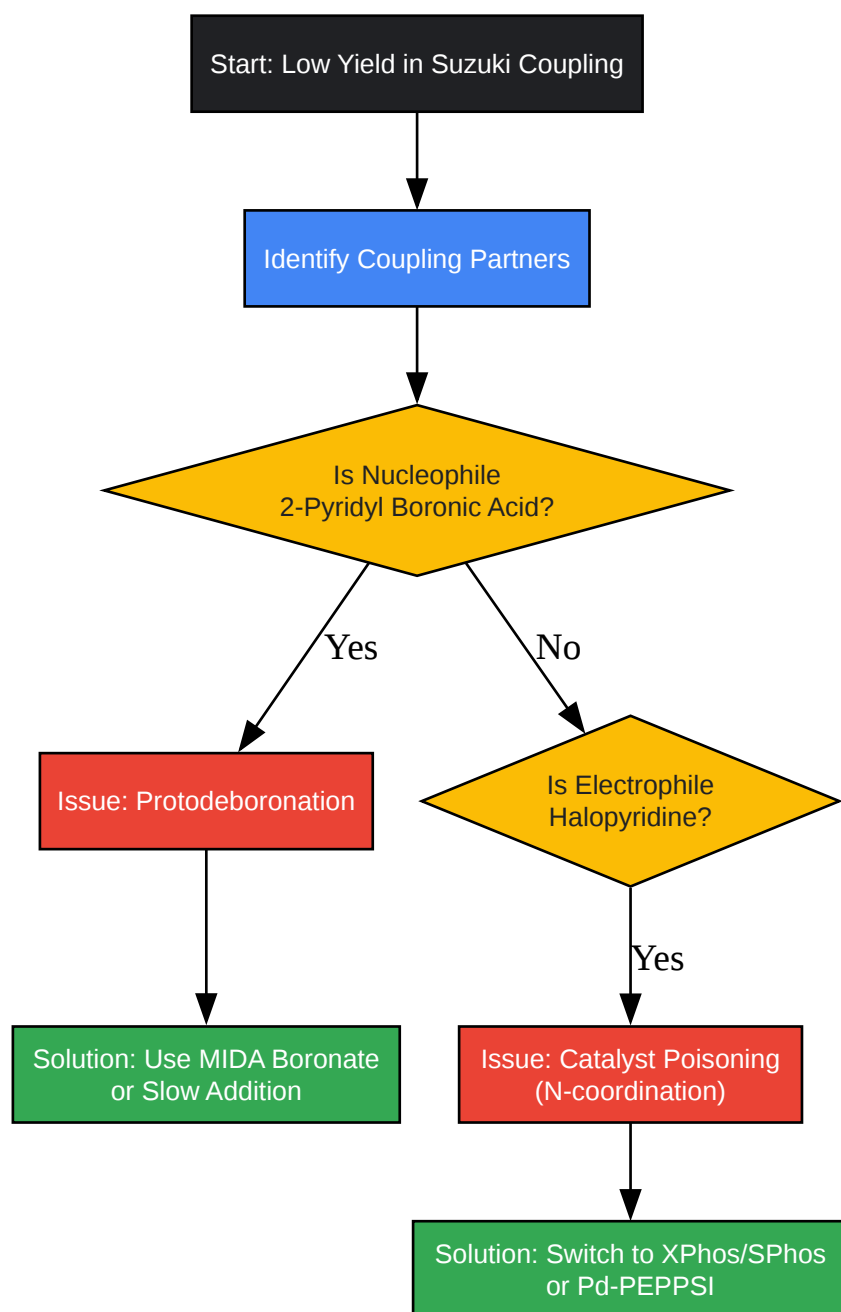 Start: Low Yield in Suzuki Coupling
Identify Coupling Partners
Is Nucleophile
2-Pyridyl Boronic Acid?
Yes
No
Issue: Protodeboronation
Is Electrophile
Halopyridine?
Yes
Solution: Use MIDA Boronate
or Slow Addition
Issue: Catalyst Poisoning
(N-coordination)
Solution: Switch to XPhos/SPhos
or Pd-PEPPSI